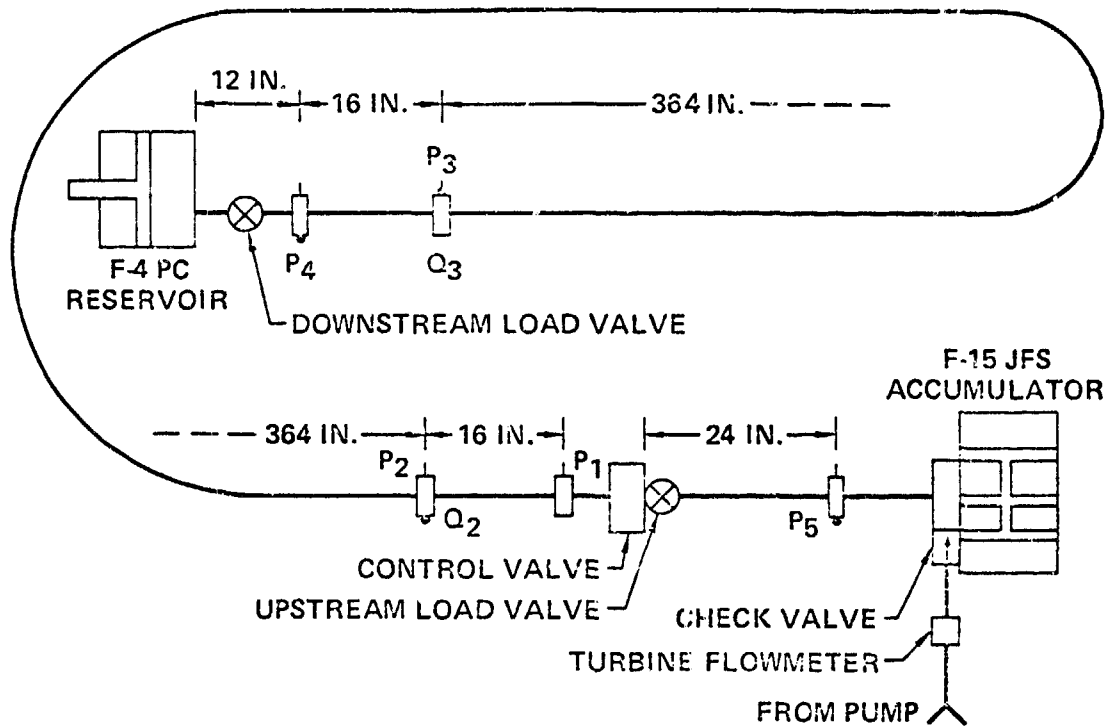 12 IN.
16 IN.
364 IN.
P3
P4
Q3
F-4 PC
RESERVOIR
DOWNSTREAM LOAD VALVE
F-15 JFS
ACCUMULATOR
364 IN.
16 IN.
24 IN.
P2
P1
Q2
P5
CONTROL VALVE
UPSTREAM LOAD VALVE
CHECK VALVE
TURBINE FLOWMETER
FROM PUMP